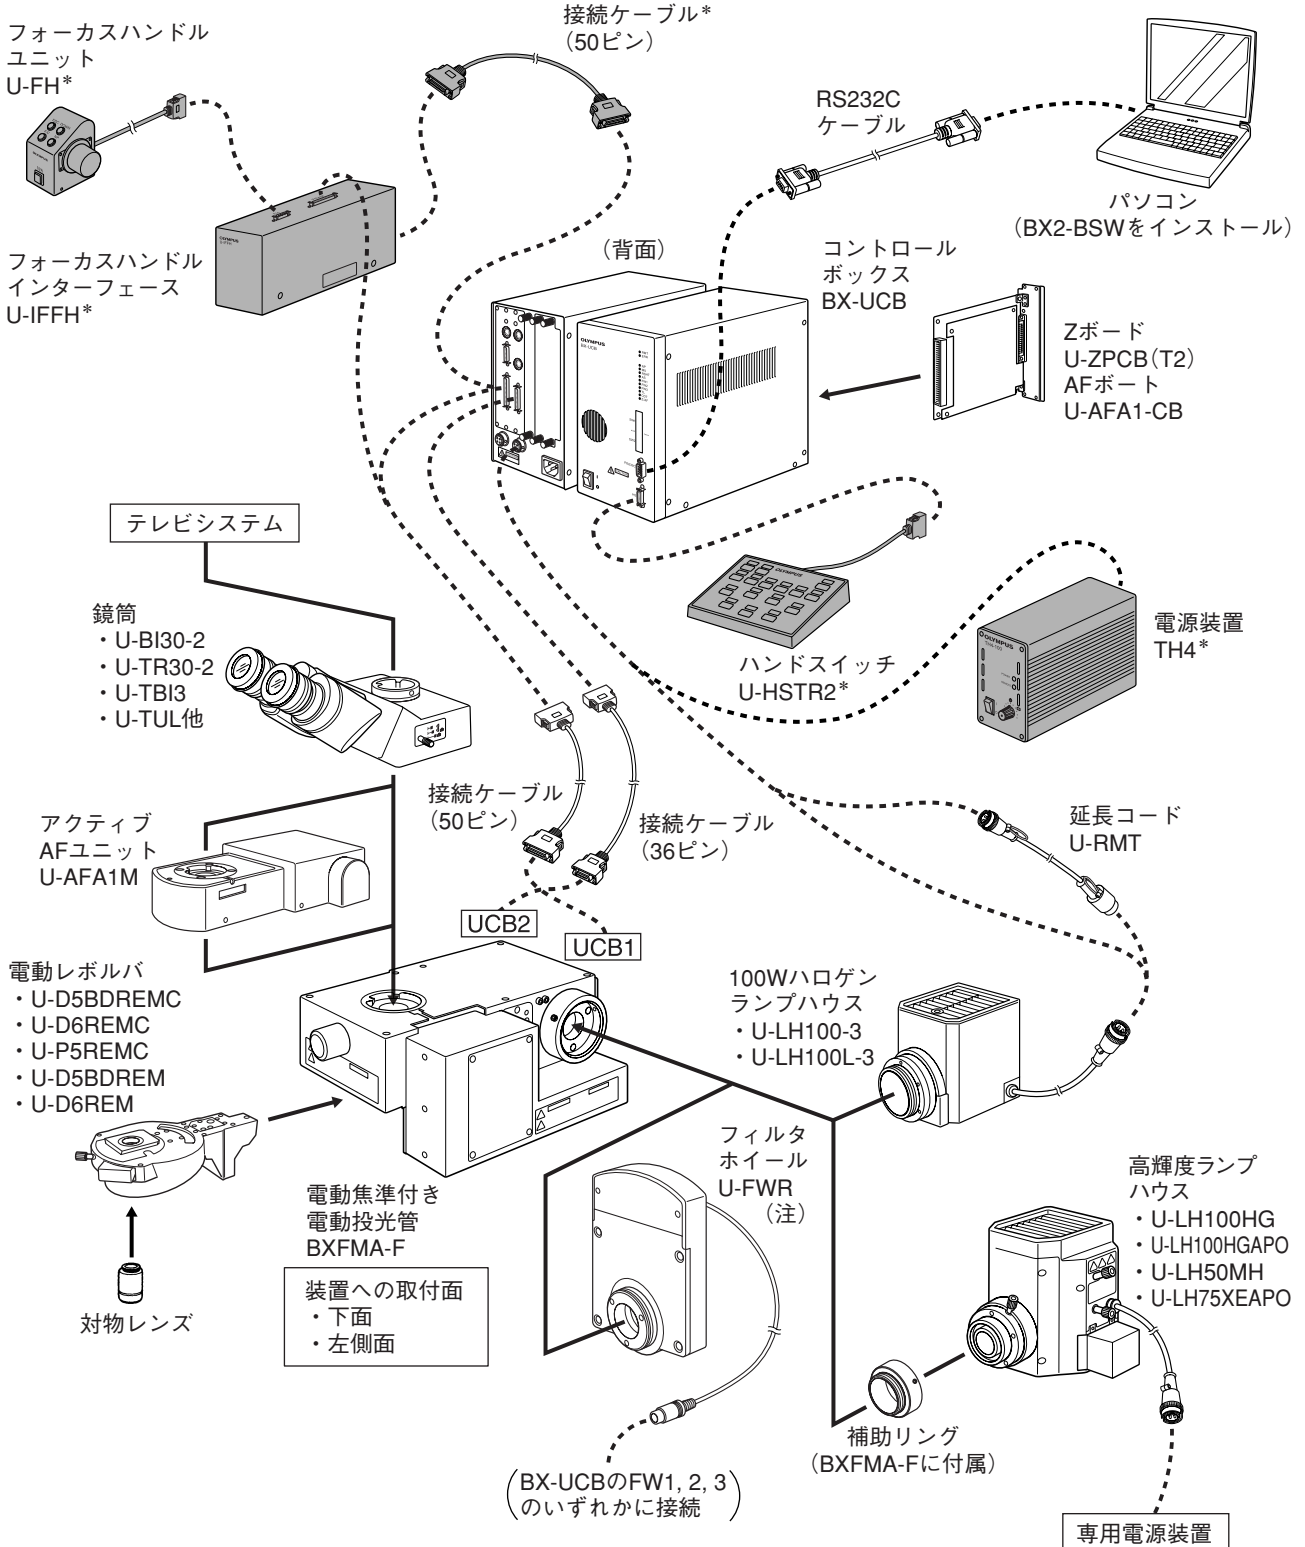 フォーカスハンドル
ユニット
U-FH*
接続ケーブル*
（50ピン）
RS232C
ケーブル
パソコン
（BX2-BSWをインストール）
フォーカスハンドル
インターフェース
U-IFFH*
（背面）
コントロール
ボックス
BX-UCB
OLYMPUS
BX-UCB
Zボード
U-ZPCB（T2）
AFボート
U-AFA1-CB
テレビシステム
鏡筒
・U-BI30-2
・U-TR30-2
・U-TBI3
・U-TUL他
OLYMPUS
ハンドスイッチ
U-HSTR2*
OLYMPUS
電源装置
TH4*
接続ケーブル
（50ピン）
接続ケーブル
（36ピン）
延長コード
U-RMT
アクティブ
AFユニット
U-AFA1M
UCB2
UCB1
電動レボルバ
・U-D5BDREMC
・U-D6REMC
・U-P5REMC
・U-D5BDREM
・U-D6REM
100Wハロゲン
ランプハウス
・U-LH100-3
・U-LH100L-3
対物レンズ
電動焦準付き
電動投光管
BXFMA-F
装置への取付面
・下面
・左側面
フィルタ
ホイール
U-FWR
（注）
高輝度ランプ
ハウス
・U-LH100HG
・U-LH100HGAPO
・U-LH50MH
・U-LH75XEAPO
補助リング
（BXFMA-Fに付属）
（BX-UCBのFW1, 2, 3
のいずれかに接続）
専用電源装置